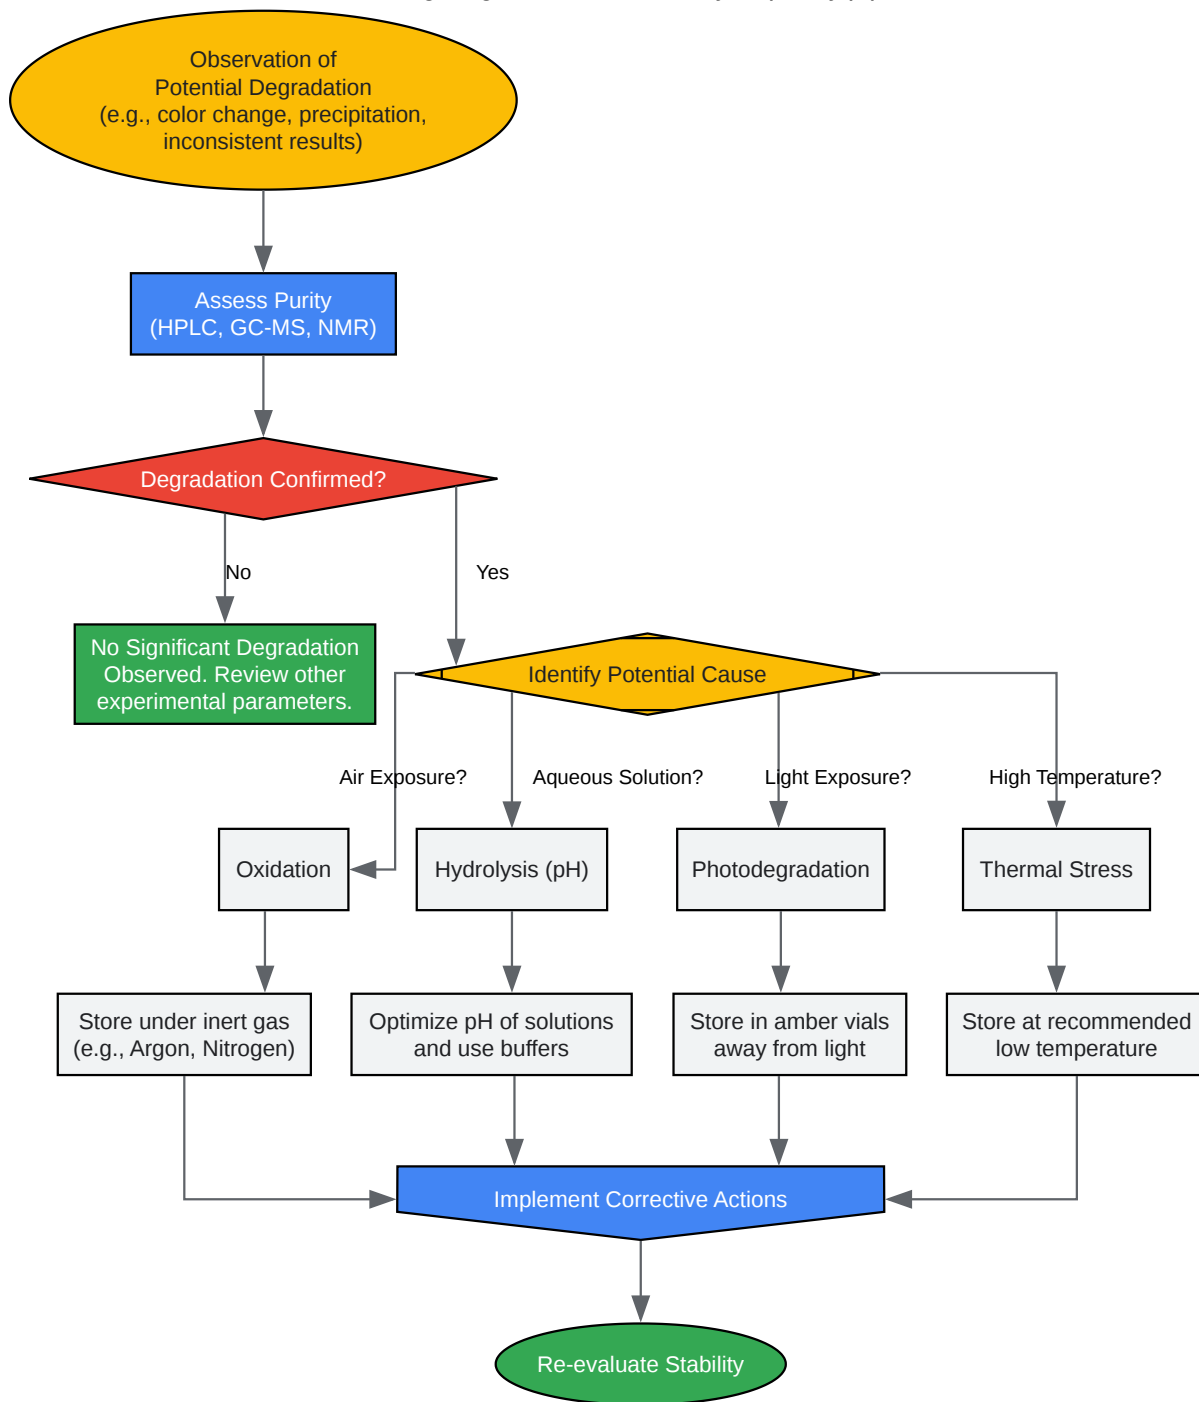 Observation of
Potential Degradation
(e.g., color change, precipitation,
inconsistent results)
Assess Purity
(HPLC, GC-MS, NMR)
Degradation Confirmed?
No
Yes
No Significant Degradation
Observed. Review other
experimental parameters.
Identify Potential Cause
Air Exposure?
Aqueous Solution?
Light Exposure?
High Temperature?
Oxidation
Hydrolysis (pH)
Photodegradation
Thermal Stress
Store under inert gas
(e.g., Argon, Nitrogen)
Optimize pH of solutions
and use buffers
Store in amber vials
away from light
Store at recommended
low temperature
Implement Corrective Actions
Re-evaluate Stability